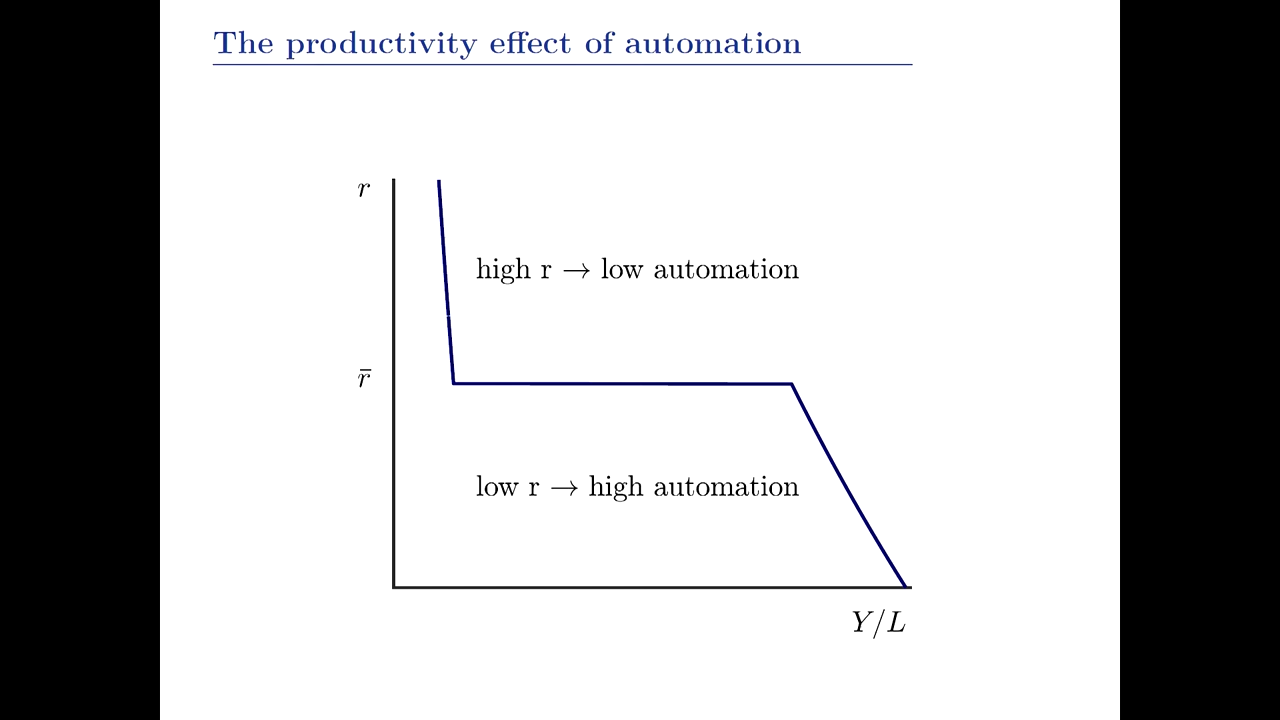 The productivity effect of automation
r
high r → low automation
r̄
low r → high automation
Y/L